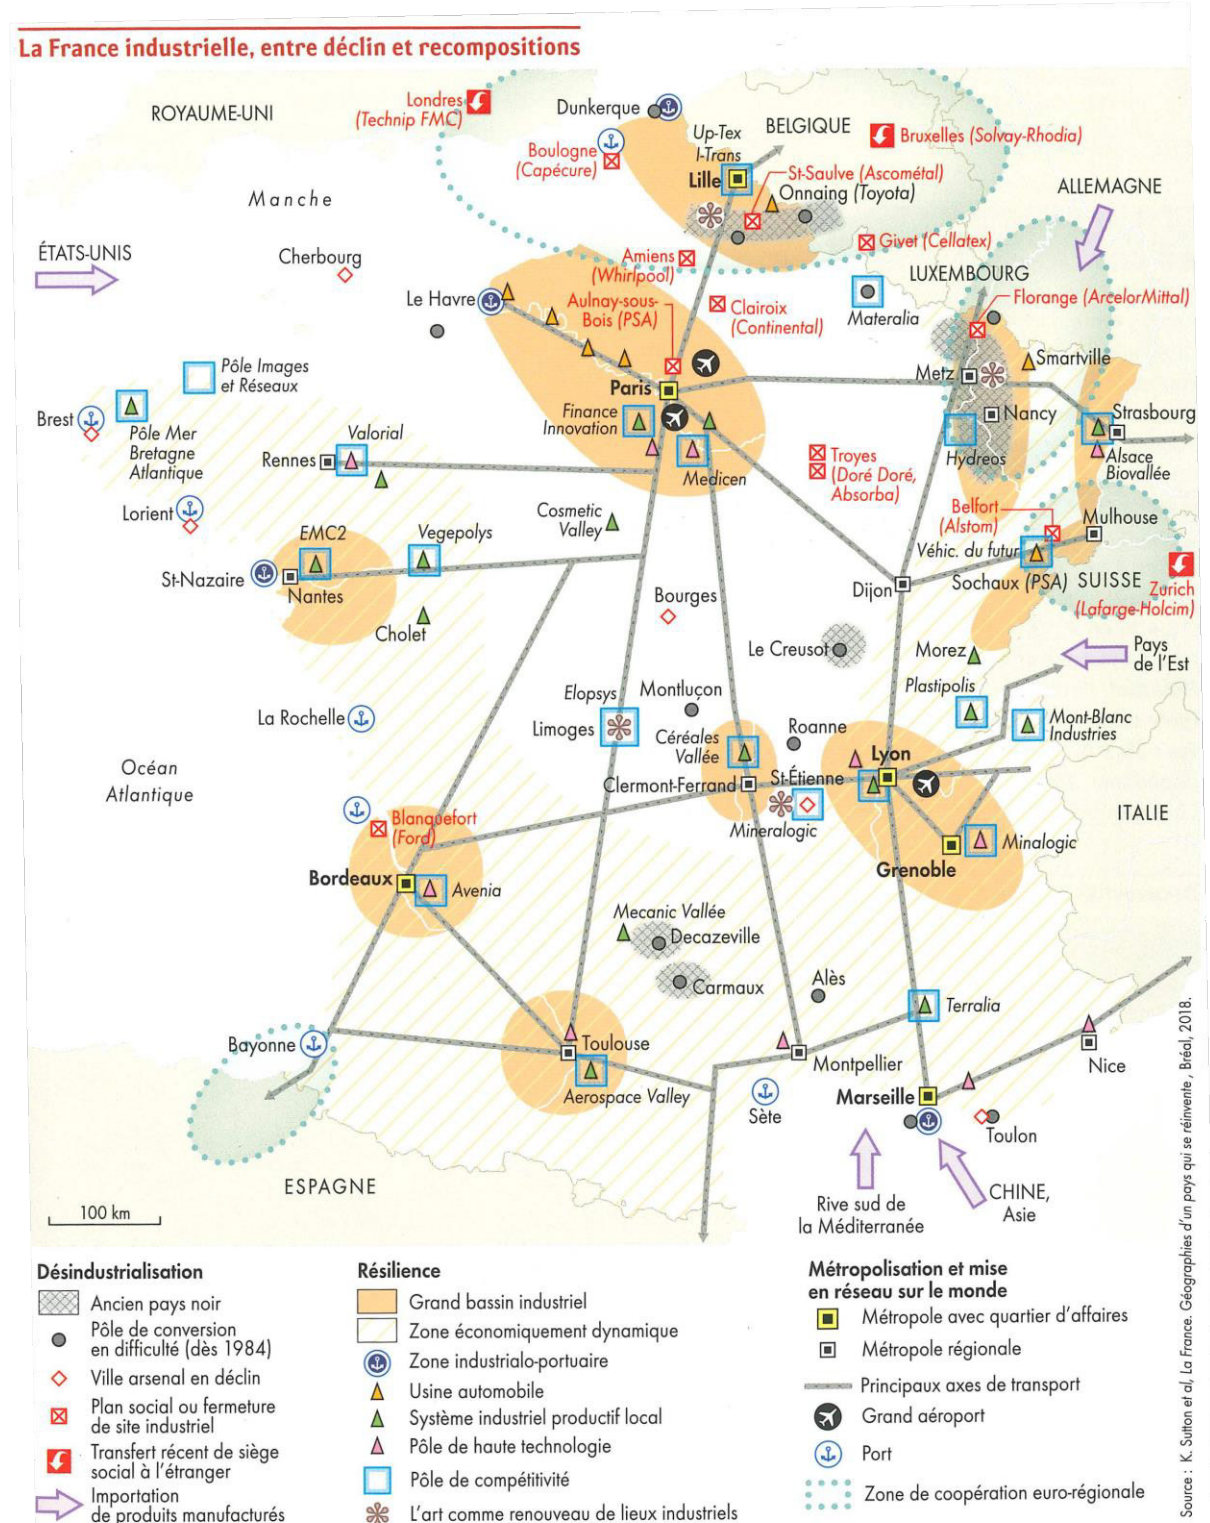 La France industrielle, entre déclin et recompositions
ROYAUME-UNI
Londres
(Technip FMC)
Dunkerque
Up-Tex
I-Trans
BELGIQUE
Bruxelles (Solvay-Rhodia)
Boulogne
(Capécure)
Lille
St-Saulve (Ascométal)
Onnaing (Toyota)
ALLEMAGNE
Manche
ÉTATS-UNIS
Cherbourg
Amiens
(Whirlpool)
Givet (Cellatex)
LUXEMBOURG
Le Havre
Aulnay-sous-
Bois (PSA)
Clairoix
(Continental)
Materalia
Florange (ArcelorMittal)
Pôle Images
et Réseaux
Paris
Metz
Smartville
Brest
Pôle Mer
Bretagne
Atlantique
Finance
Innovation
Nancy
Strasbourg
Rennes
Valorial
Medicen
Troyes
(Doré Doré,
Absorba)
Hydreos
Alsace
Biovallée
Lorient
Cosmetic
Valley
Belfort
(Alstom)
Mulhouse
EMC2
Vegepolys
Véhic. du futur
St-Nazaire
Nantes
Dijon
Sochaux (PSA)
SUISSE
Zurich
(Lafarge-Holcim)
Cholet
Bourges
Le Creusot
Morez
Pays
de l'Est
Plastipolis
La Rochelle
Elopsys
Limoges
Montluçon
Roanne
Mont-Blanc
Industries
Céréales
Vallée
Lyon
Océan
Atlantique
Clermont-Ferrand
St-Étienne
Mineralogic
ITALIE
Blanquefort
(Ford)
Grenoble
Minalogic
Bordeaux
Avenia
Mecanic Vallée
Decazeville
Carmaux
Alès
Terralia
Bayonne
Toulouse
Aerospace Valley
Montpellier
Nice
Sète
Marseille
Toulon
ESPAGNE
Rive sud de
la Méditerranée
CHINE,
Asie
100 km
Désindustrialisation
Ancien pays noir
Pôle de conversion
en difficulté (dès 1984)
Ville arsenal en déclin
Plan social ou fermeture
de site industriel
Transfert récent de siège
social à l'étranger
Importation
de produits manufacturés
Résilience
Grand bassin industriel
Zone économiquement dynamique
Zone industrialo-portuaire
Usine automobile
Système industriel productif local
Pôle de haute technologie
Pôle de compétitivité
L'art comme renouveau de lieux industriels
Métropolisation et mise
en réseau sur le monde
Métropole avec quartier d'affaires
Métropole régionale
Principaux axes de transport
Grand aéroport
Port
Zone de coopération euro-régionale
Source : K. Sutton et al, La France. Géographies d'un pays qui se réinvente, Bréal, 2018.